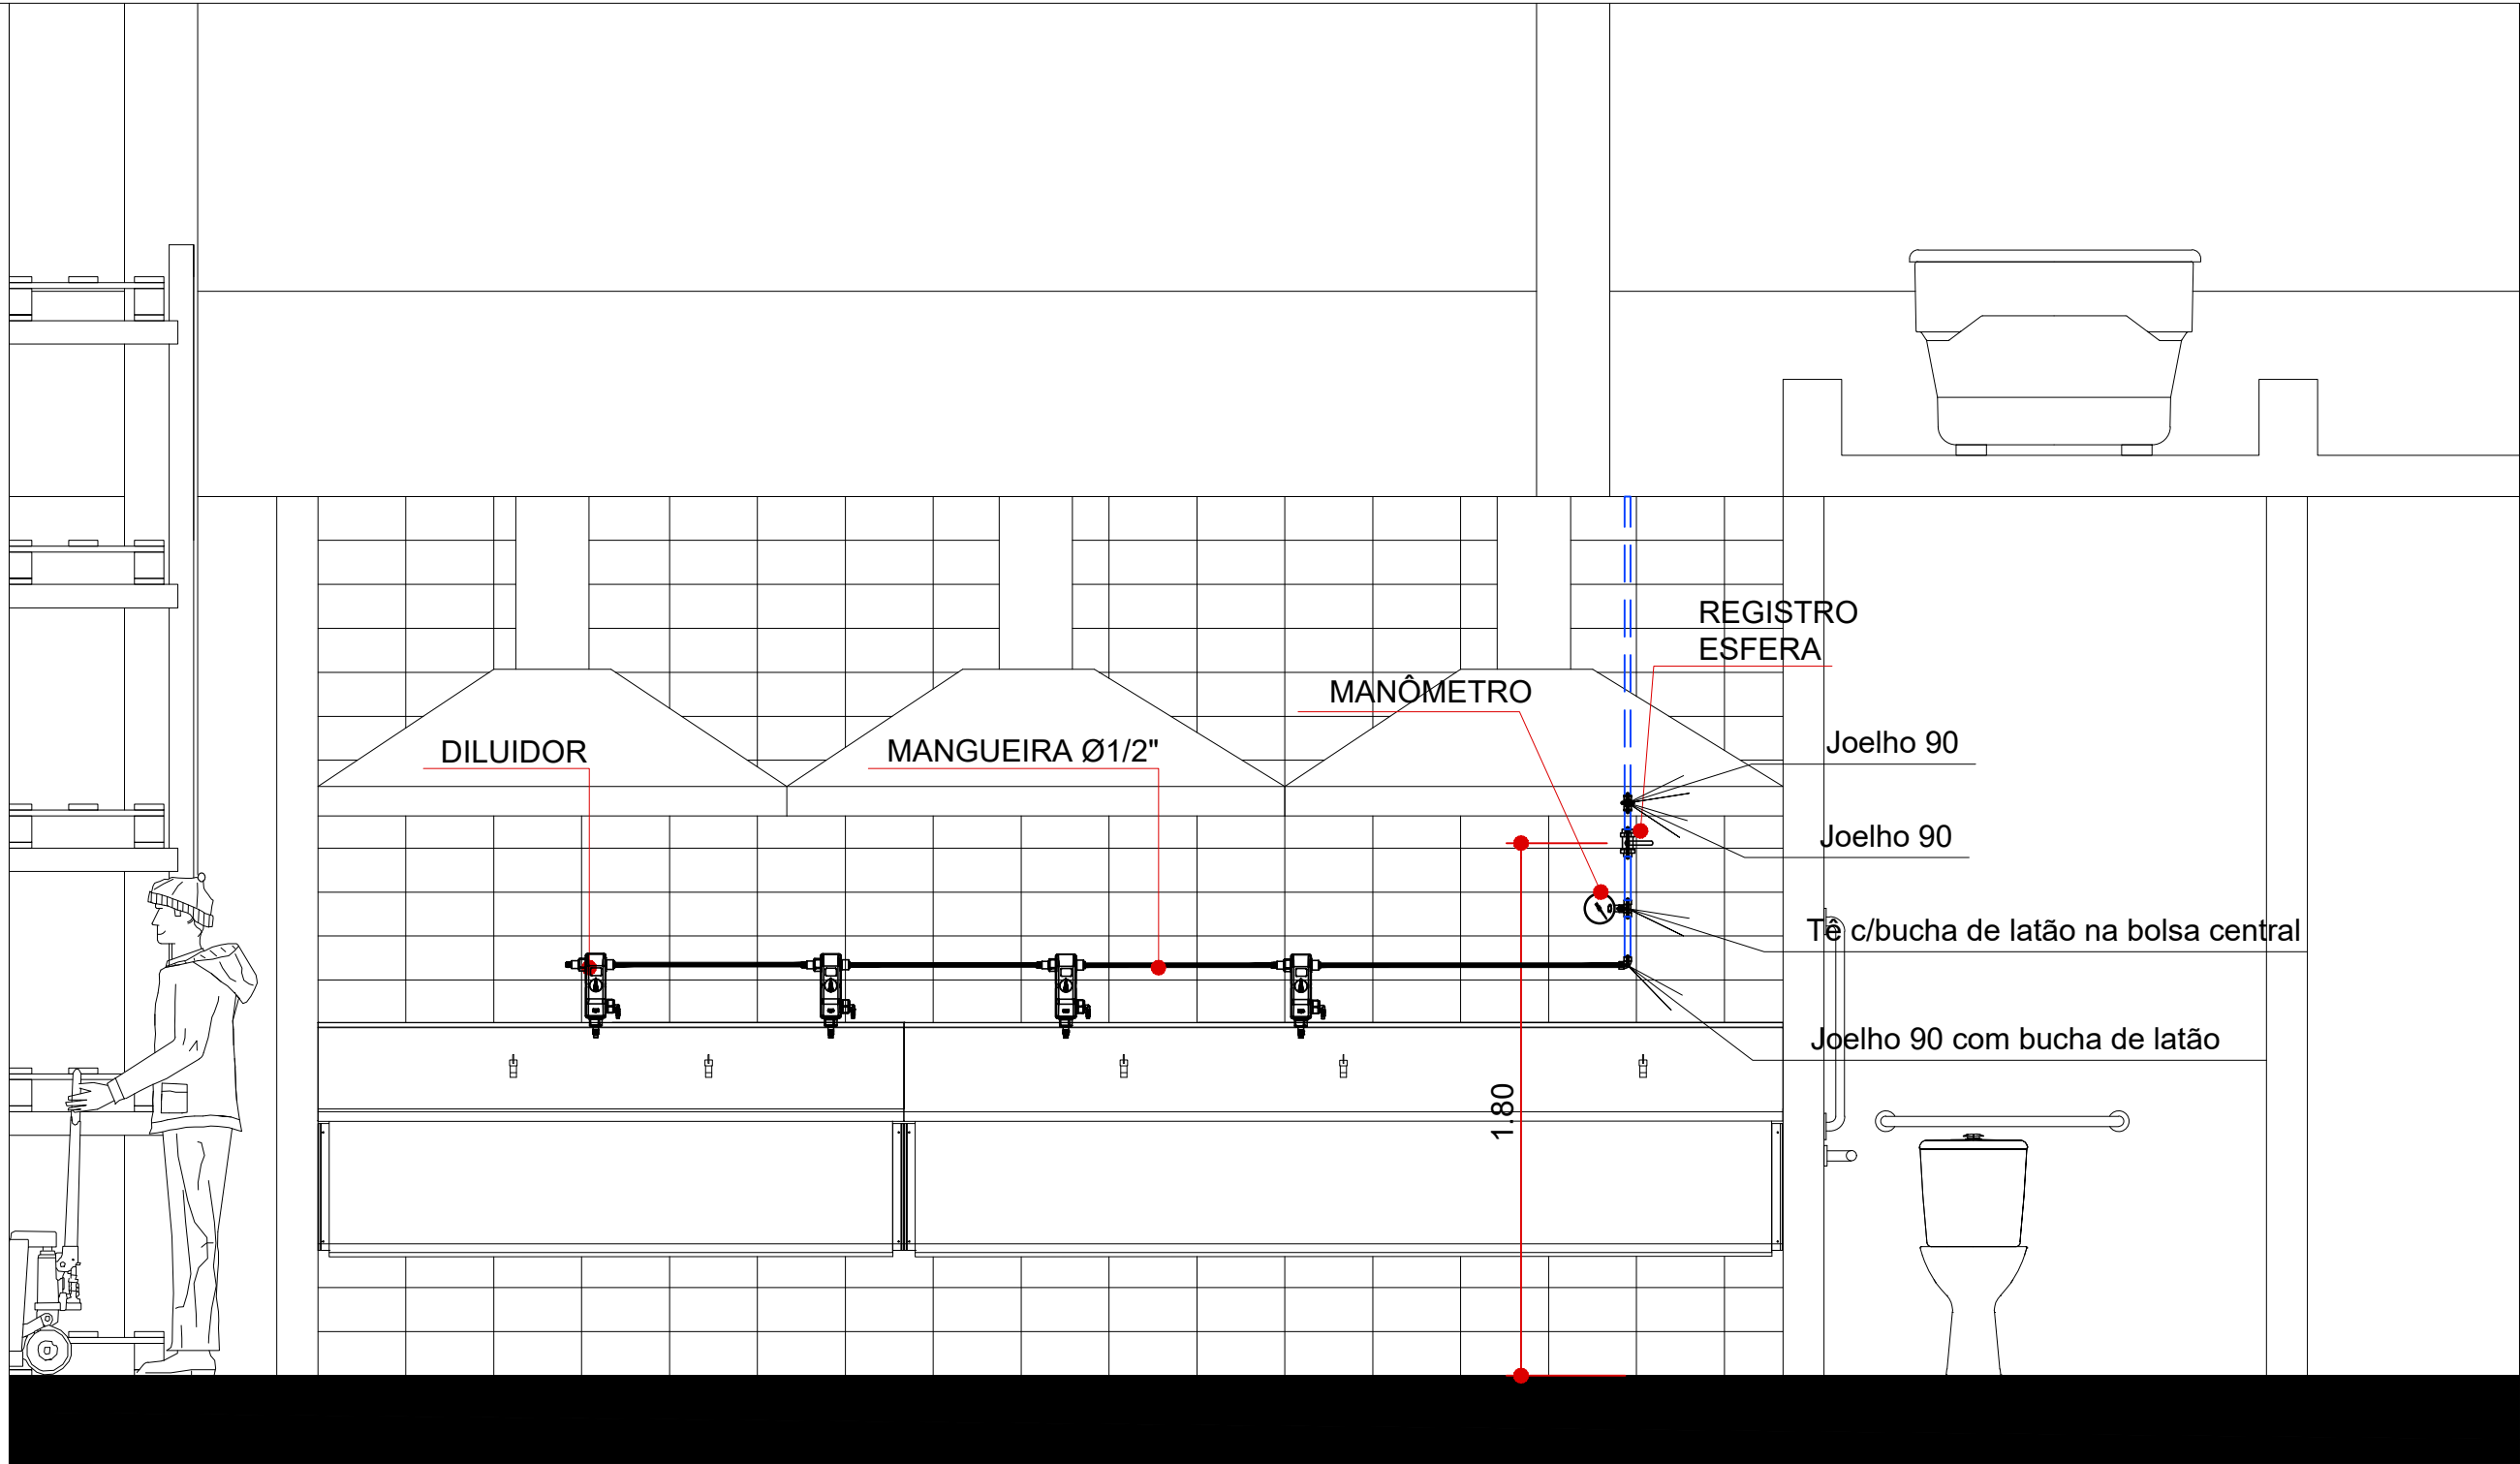 REGISTRO
ESFERA
MANÔMETRO
DILUIDOR
MANGUEIRA Ø1/2"
Joelho 90
Joelho 90
Tê c/bucha de latão na bolsa central
Joelho 90 com bucha de latão
1.80